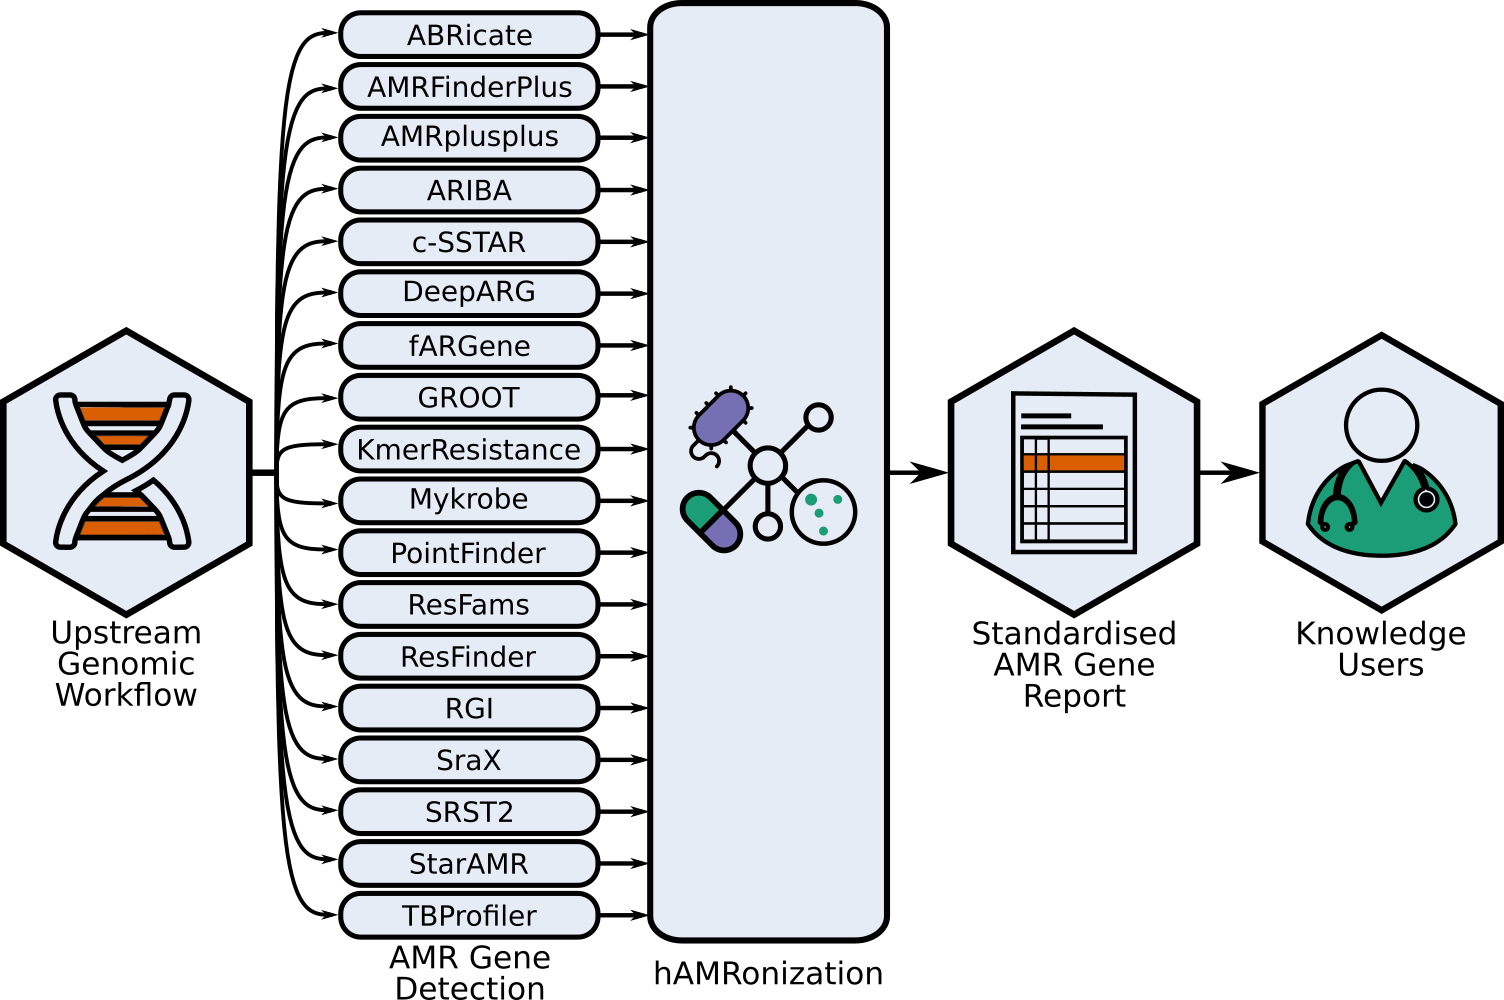 ABRicate
AMRFinderPlus
AMRplusplus
ARIBA
c-SSTAR
DeepARG
fARGene
GROOT
KmerResistance
Mykrobe
PointFinder
ResFams
ResFinder
RGI
SraX
SRST2
StarAMR
TBProfiler
Upstream
Genomic
Workflow
AMR Gene
Detection
hAMRonization
Standardised
AMR Gene
Report
Knowledge
Users